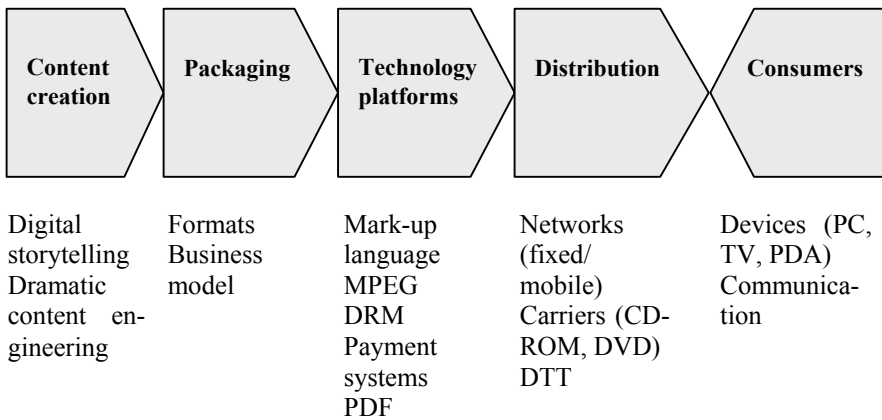 Content
creation
Packaging
Technology
platforms
Distribution
Consumers
Digital
storytelling
Dramatic
content en-
gineering
Formats
Business
model
Mark-up
language
MPEG
DRM
Payment
systems
PDF
Networks
(fixed/
mobile)
Carriers (CD-
ROM, DVD)
DTT
Devices (PC,
TV, PDA)
Communica-
tion